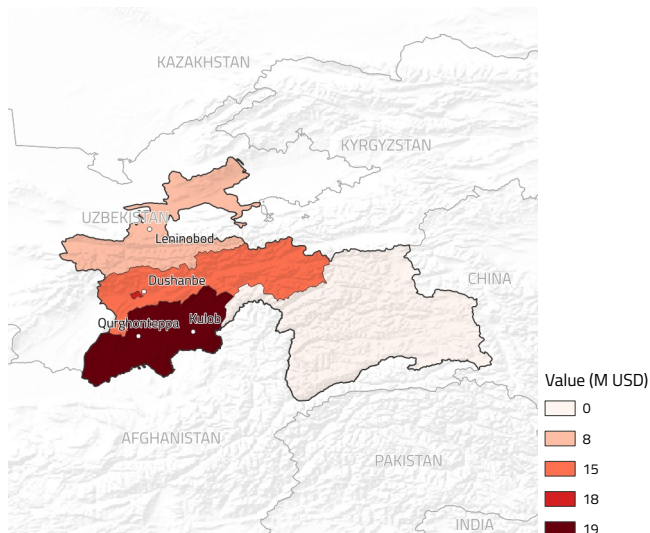 KAZAKHSTAN
KYRGYZSTAN
UZBEKISTAN
Leninobod
CHINA
Dushanbe
Qurghonteppa
Kulob
Value (M USD)
0
8
15
18
19
AFGHANISTAN
PAKISTAN
INDIA